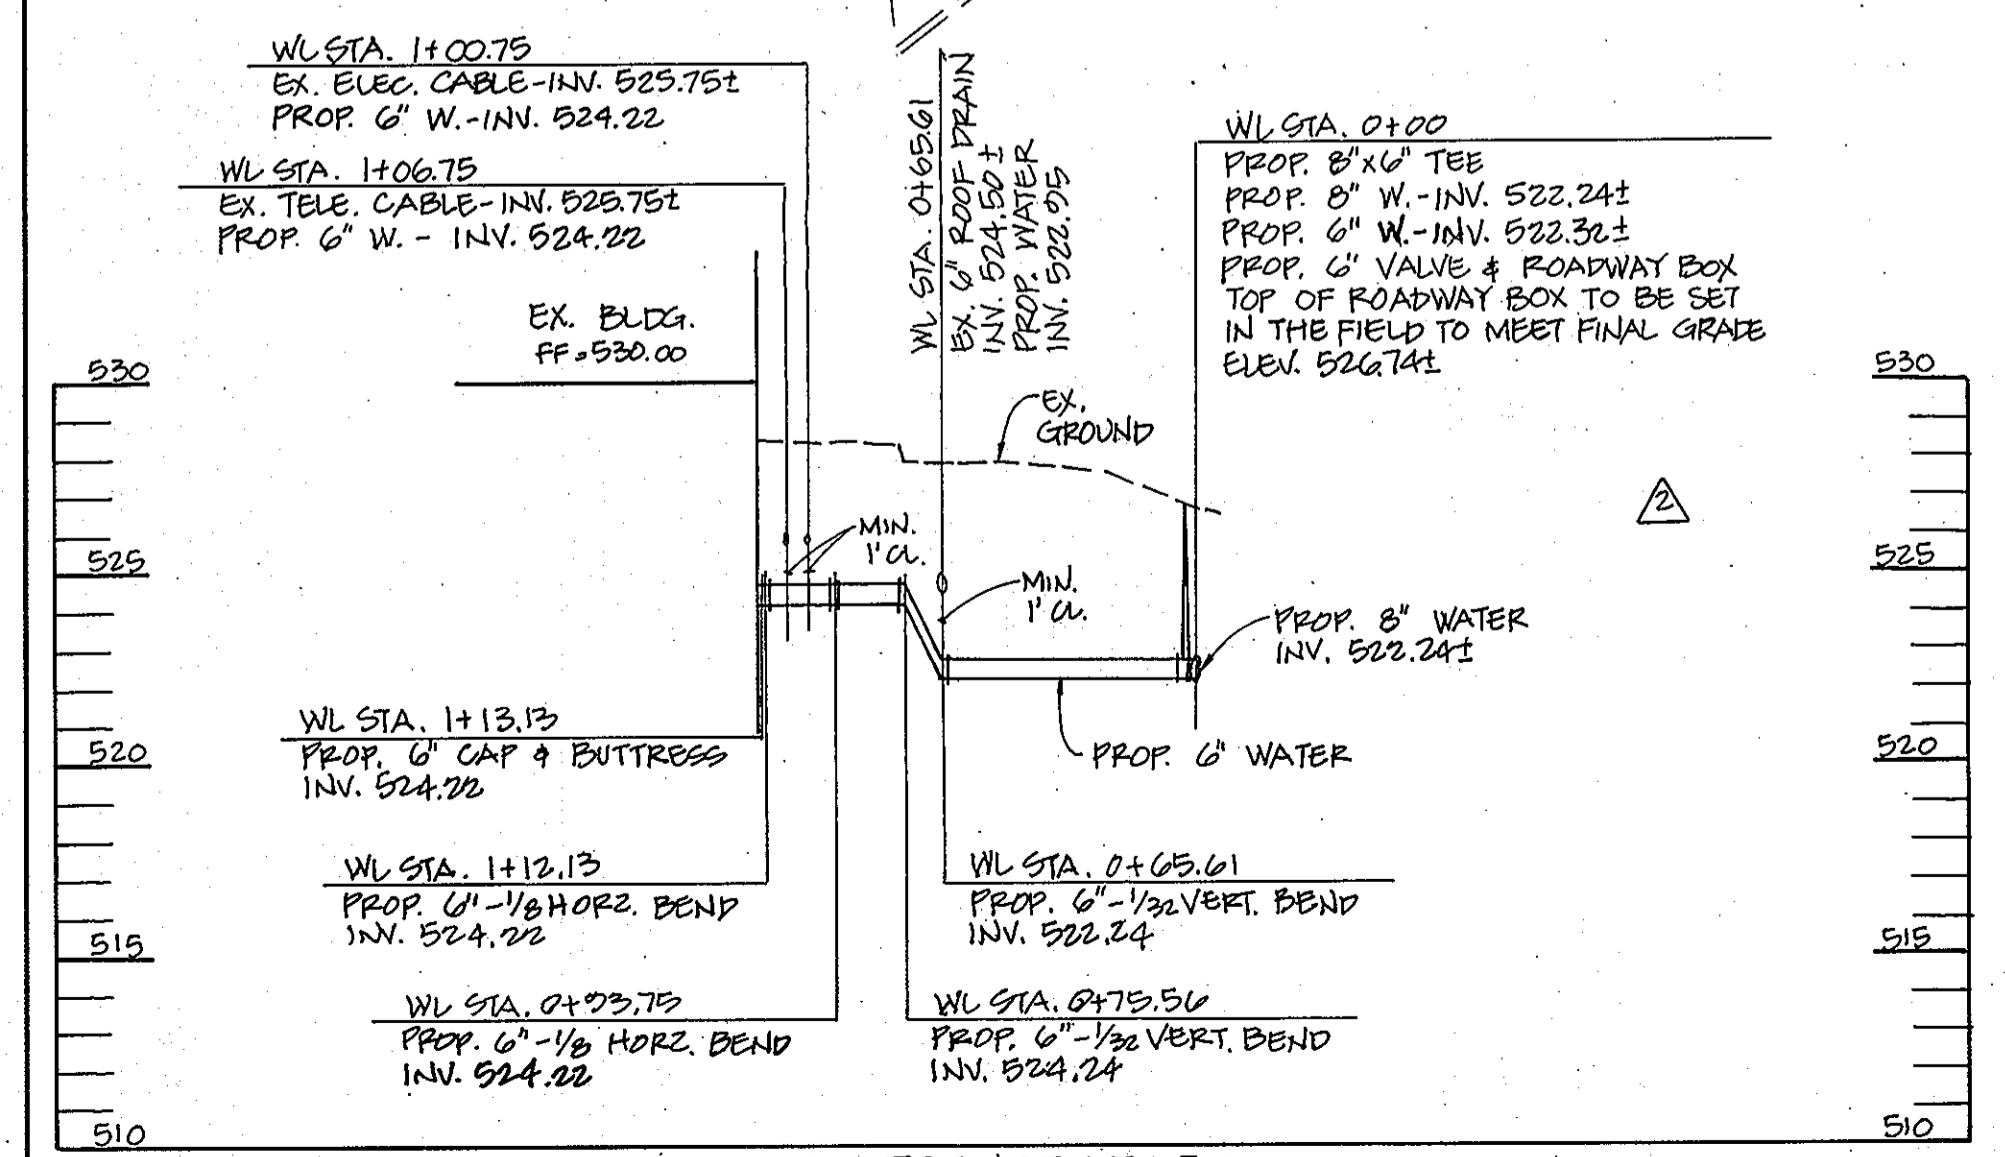 WL STA. 1+00.75
EX. ELEC. CABLE-INV. 525.75±
PROP. 6" W.-INV. 524.22
WL STA. 1+06.75
EX. TELE. CABLE-INV. 525.75±
PROP. 6" W. - INV. 524.22
EX. BLDG.
FF=530.00
WL STA. 0+65.61
EX. 6" ROOF DRAIN
INV. 524.50±
PROP. WATER
INV. 522.95
WL STA. 0+00
PROP. 8"x6" TEE
PROP. 8" W.-INV. 522.24±
PROP. 6" W.-INV. 522.32±
PROP. 6" VALVE & ROADWAY BOX
TOP OF ROADWAY BOX TO BE SET
IN THE FIELD TO MEET FINAL GRADE
ELEV. 526.74±
530
530
EX.
GROUND
2
MIN.
1' CL.
525
525
MIN.
1' CL.
PROP. 8" WATER
INV. 522.24±
WL STA. 1+13.13
PROP. 6" CAP & BUTTRESS
INV. 524.22
520
520
PROP. 6" WATER
WL STA. 1+12.13
PROP. 6"-1/8 HORZ. BEND
INV. 524.22
WL STA. 0+65.61
PROP. 6"-1/32 VERT. BEND
INV. 522.24
515
515
WL STA. 0+93.75
PROP. 6"-1/8 HORZ. BEND
INV. 524.22
WL STA. 0+75.56
PROP. 6"-1/32 VERT. BEND
INV. 524.24
510
510